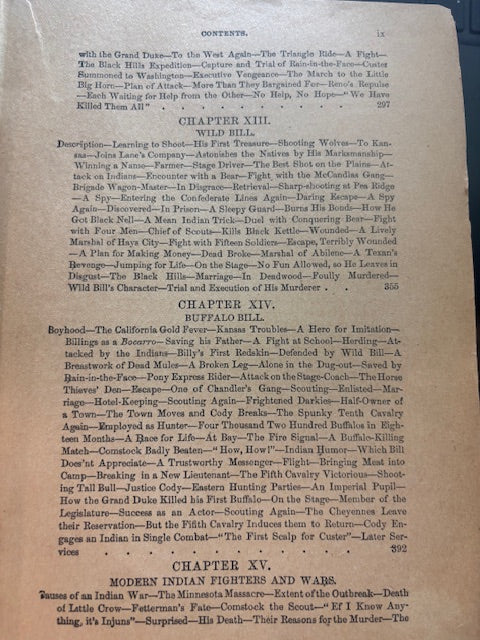 CONTENTS. ix
with the Grand Duke—To the West Again—The Triangle Ride—A Fight—
The Black Hills Expedition—Capture and Trial of Rain-in-the-Face—Custer
Summoned to Washington—Executive Vengeance—The March to the Little
Big Horn—Plan of Attack—More Than They Bargained For—Reno's Repulse
—Each Waiting for Help from the Other—No Help, No Hope—"We Have
Killed Them All" . . . . . . . . . . 297
CHAPTER XIII.
WILD BILL.
Description—Learning to Shoot—His First Treasure—Shooting Wolves—To Kan-
sas—Joins Lane's Company—Astonishes the Natives by His Marksmanship—
Winning a Name—Farmer—Stage Driver—The Best Shot on the Plains—At-
tack on Indians—Encounter with a Bear—Fight with the McCandlas Gang—
Brigade Wagon-Master—In Disgrace—Retrieval—Sharp-shooting at Pea Ridge
—A Spy—Entering the Confederate Lines Again—Daring Escape—A Spy
Again—Discovered—In Prison—A Sleepy Guard—Burns His Bonds—How He
Got Black Nell—A Mean Indian Trick—Duel with Conquering Bear—Fight
with Four Men—Chief of Scouts—Kills Black Kettle—Wounded—A Lively
Marshal of Hays City—Fight with Fifteen Soldiers—Escape, Terribly Wounded
—A Plan for Making Money—Dead Broke—Marshal of Abilene—A Texan's
Revenge—Jumping for Life—On the Stage—No Fun Allowed, so He Leaves in
Disgust—The Black Hills—Marriage—In Deadwood—Foully Murdered—
Wild Bill's Character—Trial and Execution of His Murderer . . 355
CHAPTER XIV.
BUFFALO BILL.
Boyhood—The California Gold Fever—Kansas Troubles—A Hero for Imitation—
Billings as a Bocarro—Saving his Father—A Fight at School—Herding—At-
tacked by the Indians—Billy's First Redskin—Defended by Wild Bill—A
Breastwork of Dead Mules—A Broken Leg—Alone in the Dug-out—Saved by
Rain-in-the-Face—Pony Express Rider—Attack on the Stage-Coach—The Horse
Thieves' Den—Escape—One of Chandler's Gang—Scouting—Enlisted—Mar-
riage—Hotel-Keeping—Scouting Again—Frightened Darkies—Half-Owner of
a Town—The Town Moves and Cody Breaks—The Spunky Tenth Cavalry
Again—Employed as Hunter—Four Thousand Two Hundred Buffaloes in Eigh-
teen Months—A Race for Life—At Bay—The Fire Signal—A Buffalo-Killing
Match—Comstock Badly Beaten—"How, How!"—Indian Humor—Which Bill
Does'nt Appreciate—A Trustworthy Messenger—Flight—Bringing Meat into
Camp—Breaking in a New Lieutenant—The Fifth Cavalry Victorious—Shoot-
ing Tall Bull—Justice Cody—Eastern Hunting Parties—An Imperial Pupil—
How the Grand Duke Killed his First Buffalo—On the Stage—Member of the
Legislature—Success as an Actor—Scouting Again—The Cheyennes Leave
their Reservation—But the Fifth Cavalry Induces them to Return—Cody En-
gages an Indian in Single Combat—"The First Scalp for Custer"—Later Ser-
vices . . . . . . . . . . . 392
CHAPTER XV.
MODERN INDIAN FIGHTERS AND WARS.
Causes of an Indian War—The Minnesota Massacre—Extent of the Outbreak—Death
of Little Crow—Fetterman's Fate—Comstock the Scout—"Ef I Know Any-
thing, it's Injuns"—Surprised—His Death—Their Reasons for the Murder—The